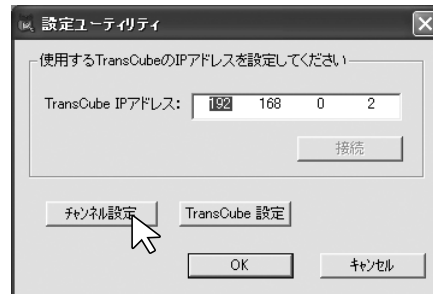 設定ユーティリティ
使用するTransCubeのIPアドレスを設定してください
TransCube IPアドレス: 192 168 0 2
接続
チャンネル設定 TransCube 設定
OK キャンセル